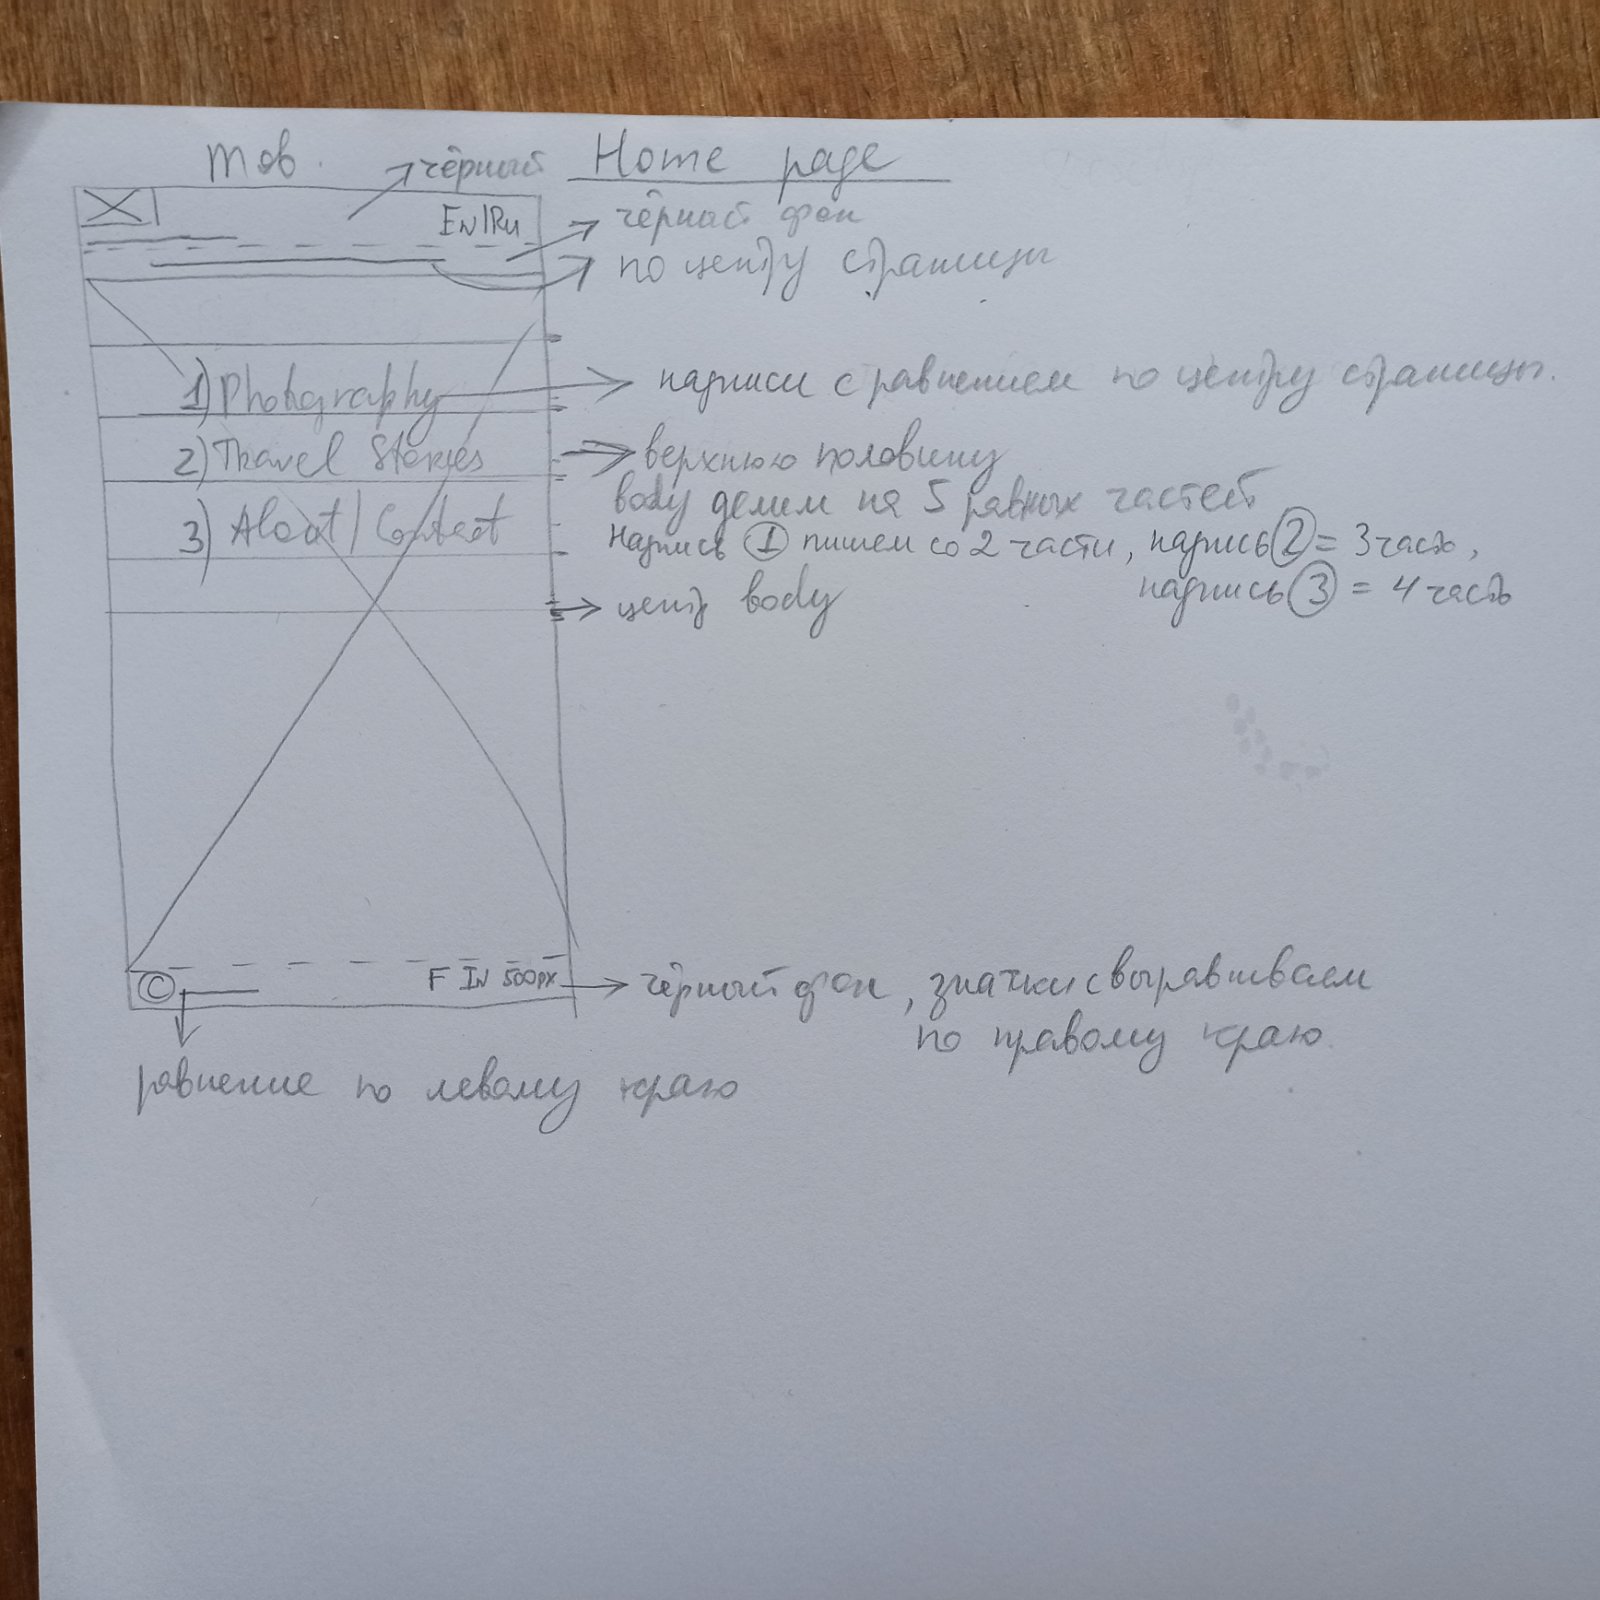 Моb. чёрный Home page
En|Ru
чёрный фон
по центру страницы
1) Photography
надписи с равнением по центру страницы.
2) Travel Stories
верхнюю половину
body делим на 5 равных частей
3) About / Contact
Надпись 1 пишем со 2 части, надпись 2 = 3 часть,
надпись 3 = 4 часть
центр body
© F IN 500px
чёрный фон, значки выравниваем
по правому краю
равнение по левому краю